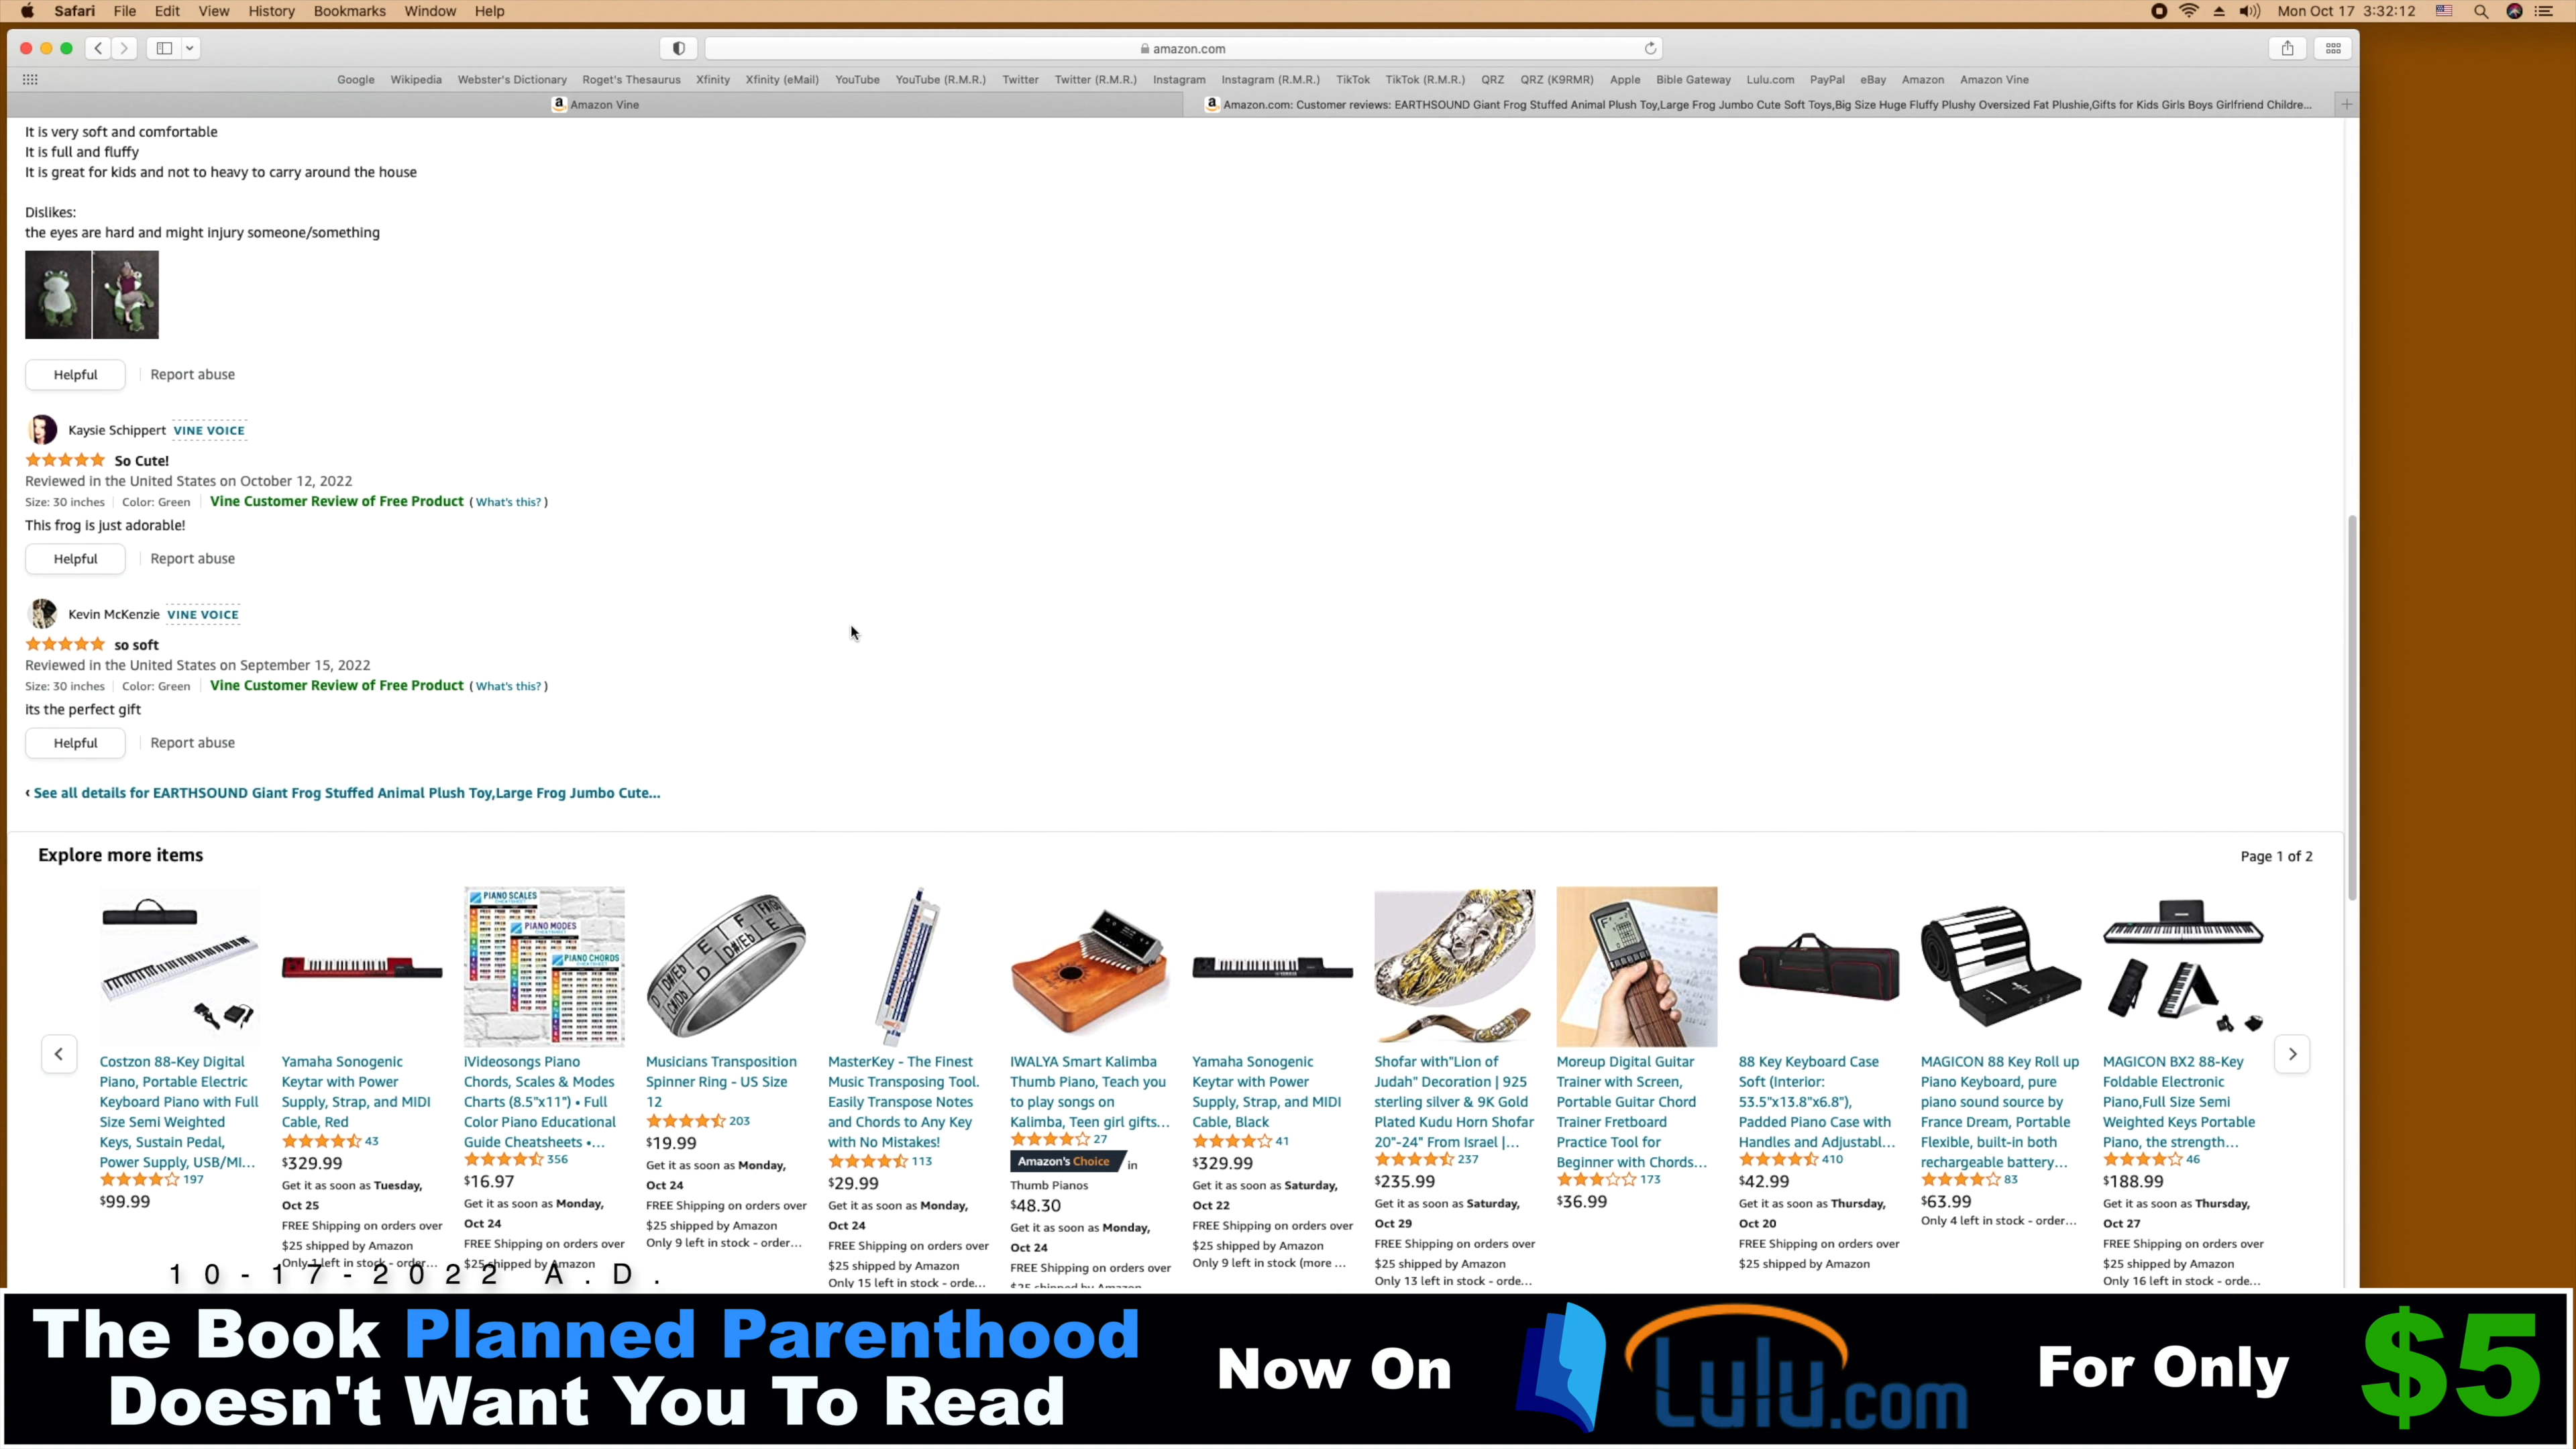 Safari File Edit View History Bookmarks Window Help Mon Oct 17 3:32:12
amazon.com
Google Wikipedia Webster's Dictionary Roget's Thesaurus Xfinity Xfinity (eMail) YouTube YouTube (R.M.R.) Twitter Twitter (R.M.R.) Instagram Instagram (R.M.R.) TikTok TikTok (R.M.R.) QRZ QRZ (K9RMR) Apple Bible Gateway Lulu.com PayPal eBay Amazon Amazon Vine
Amazon Vine
Amazon.com: Customer reviews: EARTHSOUND Giant Frog Stuffed Animal Plush Toy,Large Frog Jumbo Cute Soft Toys,Big Size Huge Fluffy Plushy Oversized Fat Plushie,Gifts for Kids Girls Boys Girlfriend Childre...
It is very soft and comfortable
It is full and fluffy
It is great for kids and not to heavy to carry around the house
Dislikes:
the eyes are hard and might injury someone/something
Helpful Report abuse
Kaysie Schippert VINE VOICE
So Cute!
Reviewed in the United States on October 12, 2022
Size: 30 inches Color: Green Vine Customer Review of Free Product ( What's this? )
This frog is just adorable!
Helpful Report abuse
Kevin McKenzie VINE VOICE
so soft
Reviewed in the United States on September 15, 2022
Size: 30 inches Color: Green Vine Customer Review of Free Product ( What's this? )
its the perfect gift
Helpful Report abuse
‹ See all details for EARTHSOUND Giant Frog Stuffed Animal Plush Toy,Large Frog Jumbo Cute...
Explore more items
Page 1 of 2
PIANO SCALES
PIANO MODES
PIANO CHORDS
Costzon 88-Key Digital
Piano, Portable Electric
Keyboard Piano with Full
Size Semi Weighted
Keys, Sustain Pedal,
Power Supply, USB/MI...
197
$99.99
Yamaha Sonogenic
Keytar with Power
Supply, Strap, and MIDI
Cable, Red
43
$329.99
Get it as soon as Tuesday,
Oct 25
FREE Shipping on orders over
$25 shipped by Amazon
Only 1 left in stock - order...
iVideosongs Piano
Chords, Scales & Modes
Charts (8.5"x11") • Full
Color Piano Educational
Guide Cheatsheets •...
356
$16.97
Get it as soon as Monday,
Oct 24
FREE Shipping on orders over
$25 shipped by Amazon
Musicians Transposition
Spinner Ring - US Size
12
203
$19.99
Get it as soon as Monday,
Oct 24
FREE Shipping on orders over
$25 shipped by Amazon
Only 9 left in stock - order...
MasterKey - The Finest
Music Transposing Tool.
Easily Transpose Notes
and Chords to Any Key
with No Mistakes!
113
$29.99
Get it as soon as Monday,
Oct 24
FREE Shipping on orders over
$25 shipped by Amazon
Only 15 left in stock - orde...
IWALYA Smart Kalimba
Thumb Piano, Teach you
to play songs on
Kalimba, Teen girl gifts...
27
Amazon's Choice in
Thumb Pianos
$48.30
Get it as soon as Monday,
Oct 24
FREE Shipping on orders over
$25 shipped by Amazon
Yamaha Sonogenic
Keytar with Power
Supply, Strap, and MIDI
Cable, Black
41
$329.99
Get it as soon as Saturday,
Oct 22
FREE Shipping on orders over
$25 shipped by Amazon
Only 9 left in stock (more ...
Shofar with"Lion of
Judah" Decoration | 925
sterling silver & 9K Gold
Plated Kudu Horn Shofar
20"-24" From Israel |...
237
$235.99
Get it as soon as Saturday,
Oct 29
FREE Shipping on orders over
$25 shipped by Amazon
Only 13 left in stock - orde...
Moreup Digital Guitar
Trainer with Screen,
Portable Guitar Chord
Trainer Fretboard
Practice Tool for
Beginner with Chords...
173
$36.99
88 Key Keyboard Case
Soft (Interior:
53.5"x13.8"x6.8"),
Padded Piano Case with
Handles and Adjustabl...
410
$42.99
Get it as soon as Thursday,
Oct 20
FREE Shipping on orders over
$25 shipped by Amazon
MAGICON 88 Key Roll up
Piano Keyboard, pure
piano sound source by
France Dream, Portable
Flexible, built-in both
rechargeable battery...
83
$63.99
Only 4 left in stock - order...
MAGICON BX2 88-Key
Foldable Electronic
Piano,Full Size Semi
Weighted Keys Portable
Piano, the strength...
46
$188.99
Get it as soon as Thursday,
Oct 27
FREE Shipping on orders over
$25 shipped by Amazon
Only 16 left in stock - orde...
10-17-2022 A.D.
The Book Planned Parenthood
Doesn't Want You To Read
Now On
Lulu.com
For Only
$5